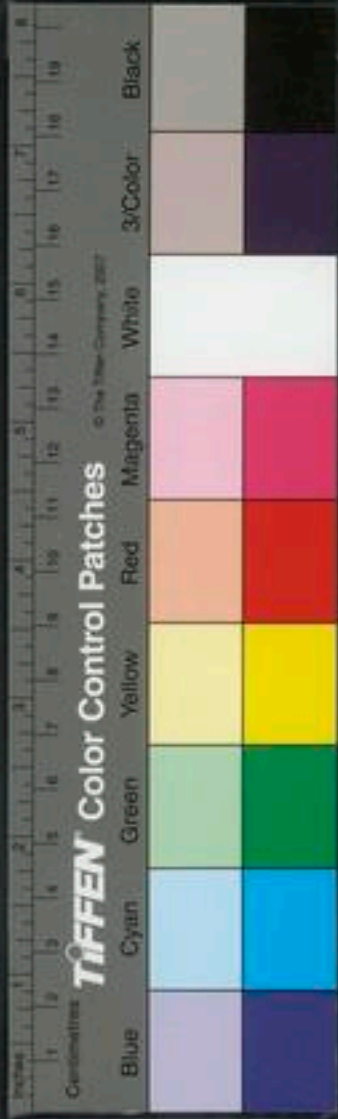 Inches 1 2 3 4 5 6 7 8
1 2 3 4 5 6 7 8 9 10 11 12 13 14 15 16 17 18 19
Centimetres
TIFFEN Color Control Patches © The Tiffen Company, 2007
Blue Cyan Green Yellow Red Magenta White 3/Color Black